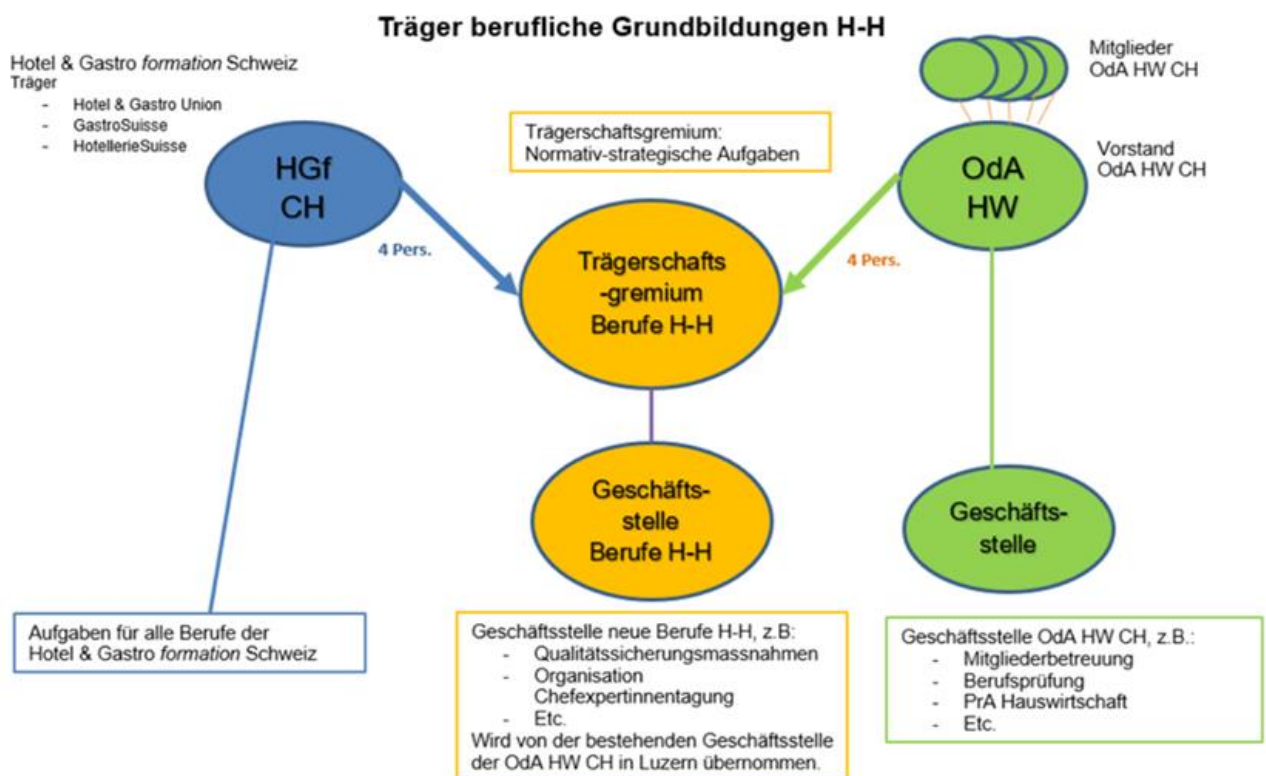 Träger berufliche Grundbildungen H-H
Hotel & Gastro formation Schweiz
Träger
- Hotel & Gastro Union
- GastroSuisse
- HotellerieSuisse
HGf
CH
4 Pers.
Trägerschaftsgremium:
Normativ-strategische Aufgaben
Mitglieder
OdA HW CH
Vorstand
OdA HW CH
OdA
HW
4 Pers.
Trägerschafts
-gremium
Berufe H-H
Geschäfts-
stelle
Berufe H-H
Geschäfts-
stelle
Aufgaben für alle Berufe der
Hotel & Gastro formation Schweiz
Geschäftsstelle neue Berufe H-H, z.B:
- Qualitätssicherungsmassnahmen
- Organisation
Chefexpertinnentagung
- Etc.
Wird von der bestehenden Geschäftsstelle
der OdA HW CH in Luzern übernommen.
Geschäftsstelle OdA HW CH, z.B.:
- Mitgliederbetreuung
- Berufsprüfung
- PrA Hauswirtschaft
- Etc.